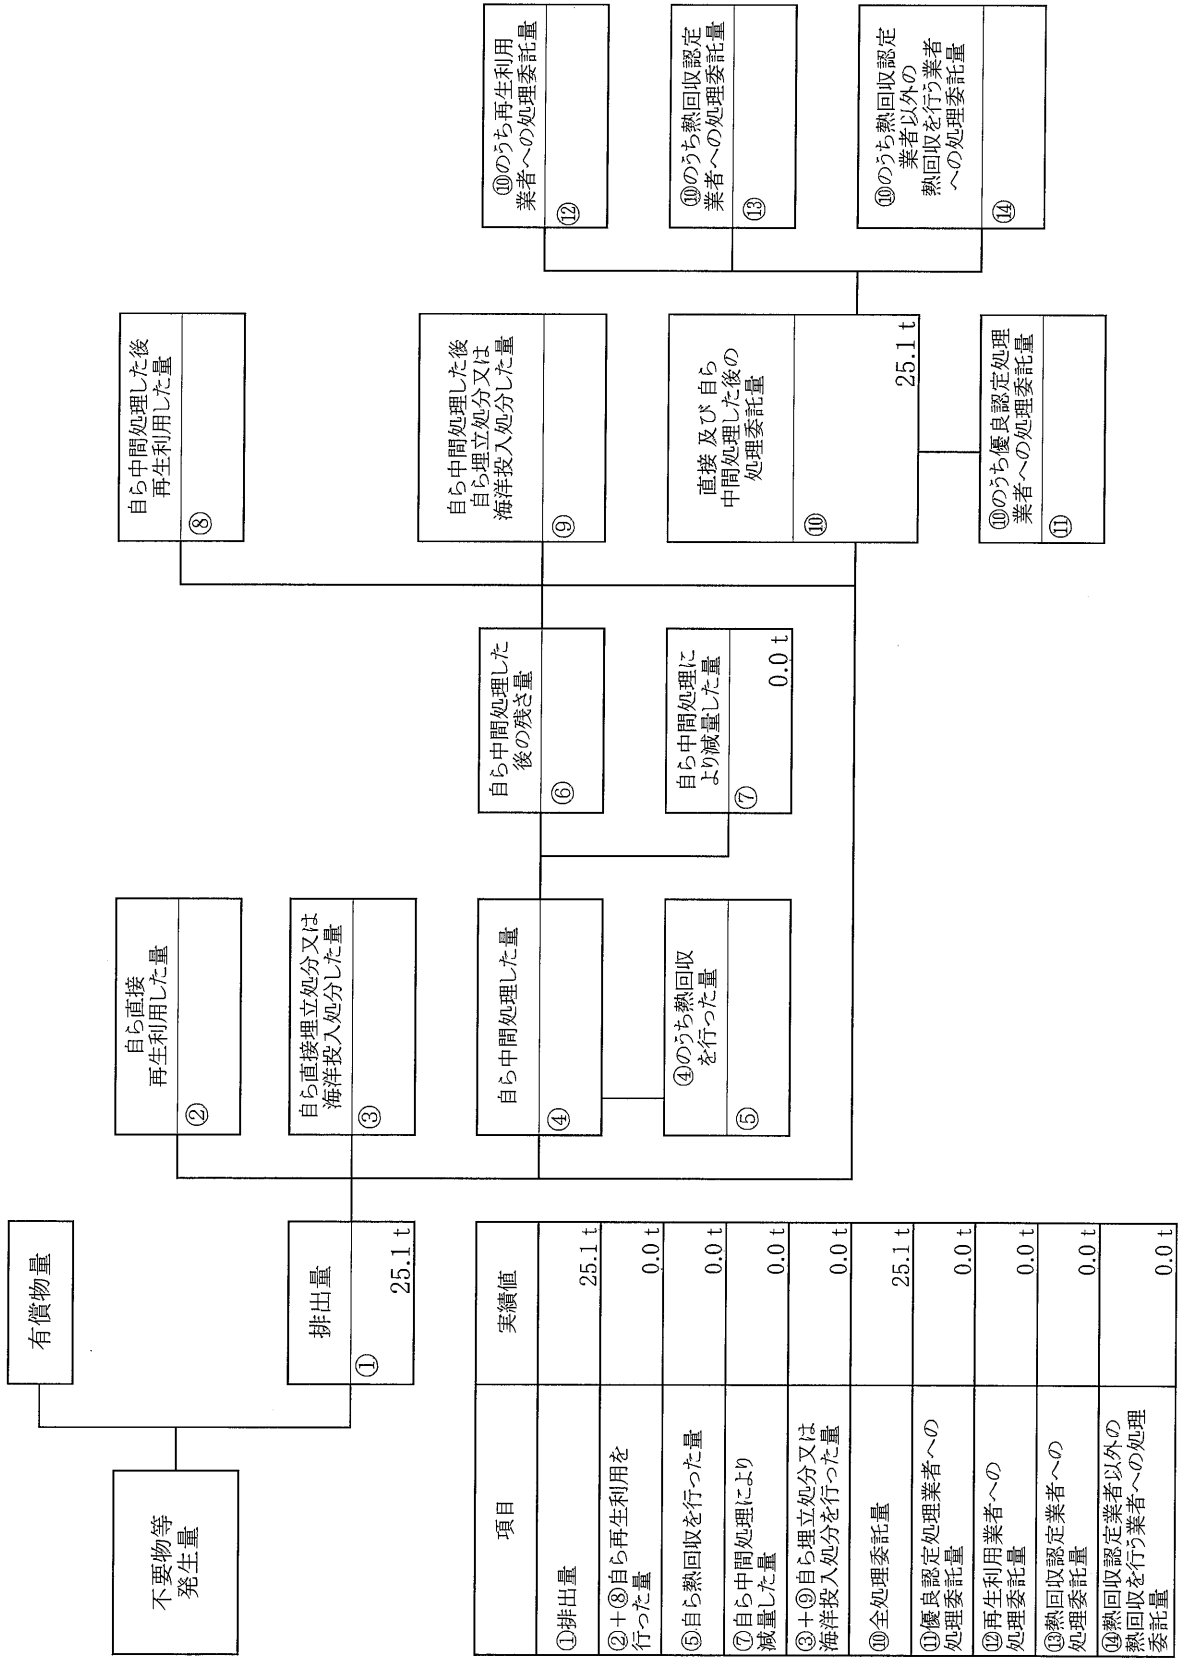 不要物等
発生量
有償物量
排出量
①
25.1 t
自ら直接
再生利用した量
②
自ら直接埋立処分又は
海洋投入処分した量
③
自ら中間処理した量
④
④のうち熱回収
を行った量
⑤
自ら中間処理した
後の残さ量
⑥
自ら中間処理に
より減量した量
⑦
0.0 t
自ら中間処理した後
再生利用した量
⑧
自ら中間処理した後
自ら埋立処分又は
海洋投入処分した量
⑨
直接 及び 自ら
中間処理した後の
処理委託量
⑩
25.1 t
⑩のうち優良認定処理
業者への処理委託量
⑪
⑩のうち再生利用
業者への処理委託量
⑫
⑩のうち熱回収認定
業者への処理委託量
⑬
⑩のうち熱回収認定
業者以外の
熱回収を行う業者
への処理委託量
⑭
項目 実績値
①排出量 25.1 t
②+⑧自ら再生利用を
行った量 0.0 t
⑤自ら熱回収を行った量 0.0 t
⑦自ら中間処理により
減量した量 0.0 t
③+⑨自ら埋立処分又は
海洋投入処分を行った量 0.0 t
⑩全処理委託量 25.1 t
⑪優良認定処理業者への
処理委託量 0.0 t
⑫再生利用業者への
処理委託量 0.0 t
⑬熱回収認定業者への
処理委託量 0.0 t
⑭熱回収認定業者以外の
熱回収を行う業者への処理
委託量 0.0 t